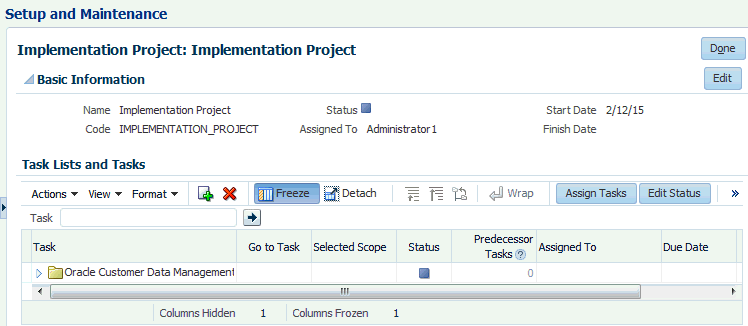 Setup and Maintenance
Implementation Project: Implementation Project
Done
Basic Information
Edit
Name Implementation Project Status Start Date 2/12/15
Code IMPLEMENTATION_PROJECT Assigned To Administrator1 Finish Date
Task Lists and Tasks
Actions View Format Freeze Detach Wrap Assign Tasks Edit Status »
Task
Task Go to Task Selected Scope Status Predecessor Tasks ? Assigned To Due Date
Oracle Customer Data Management 0
Columns Hidden 1 Columns Frozen 1